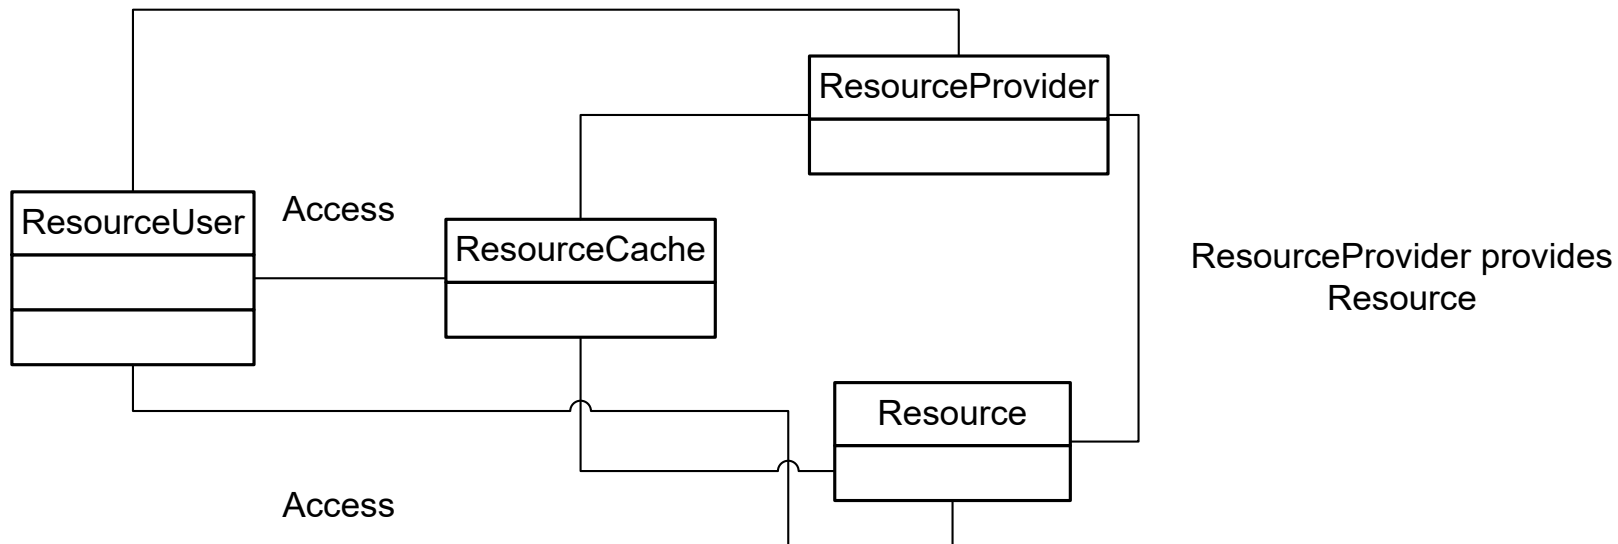 ResourceProvider
Access
ResourceUser
ResourceCache
ResourceProvider provides
Resource
Resource
Access